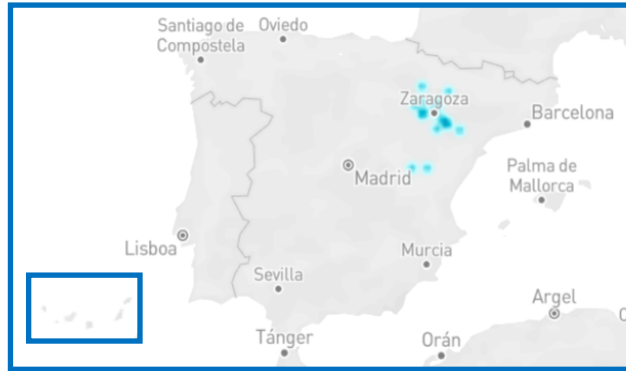 Santiago de
Compostela
Oviedo
Zaragoza
Barcelona
Madrid
Palma de
Mallorca
Lisboa
Murcia
Sevilla
Argel
Tánger
Orán